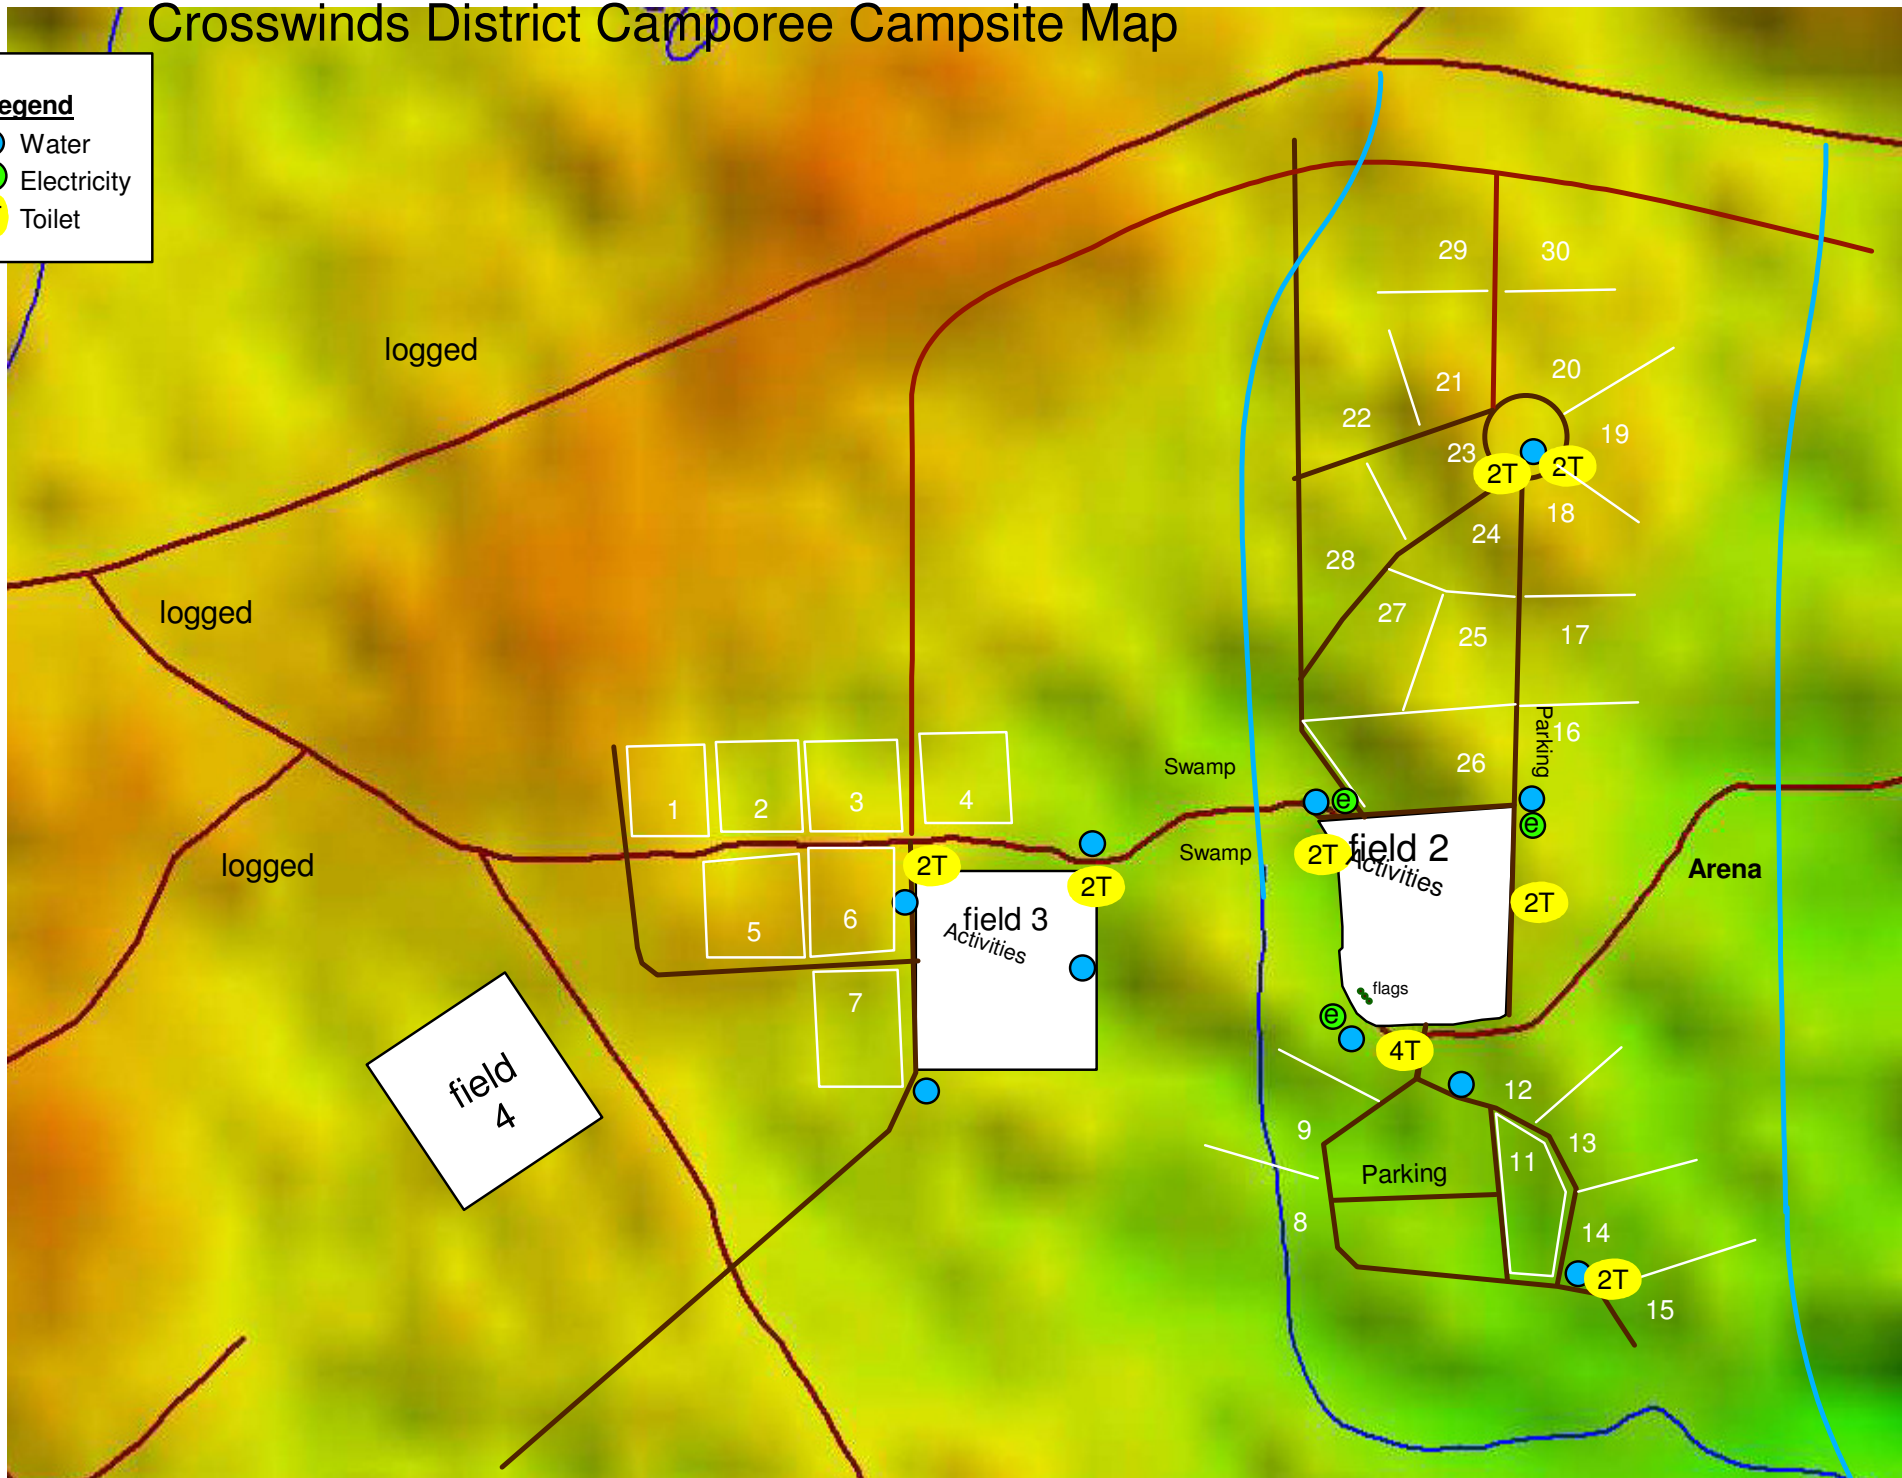 Crosswinds District Camporee Campsite Map
egend
Water
Electricity
Toilet
29
30
logged
20
21
22
19
23
2T
2T
18
24
28
logged
27
25
17
Parking
16
26
Swamp
1
2
3
4
e
e
Swamp
field 2
Activities
2T
logged
2T
2T
Arena
2T
5
6
field 3
Activities
7
flags
e
4T
field
4
12
9
13
11
Parking
8
14
2T
15